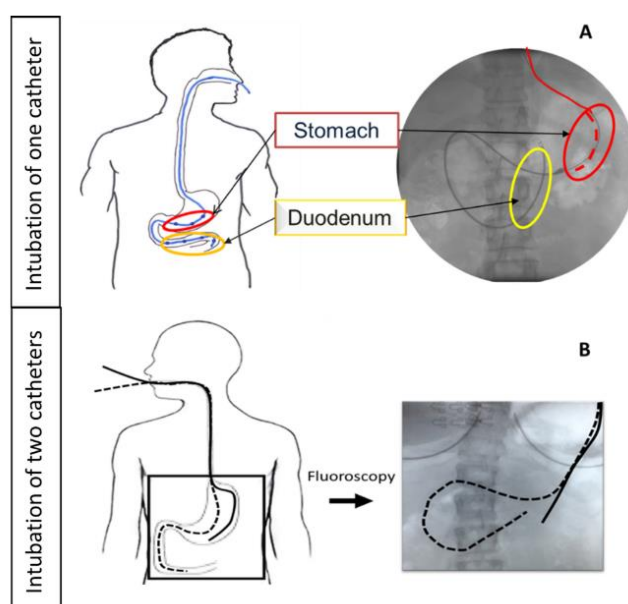 Intubation of one catheter
A
Stomach
Duodenum
Intubation of two catheters
B
Fluoroscopy